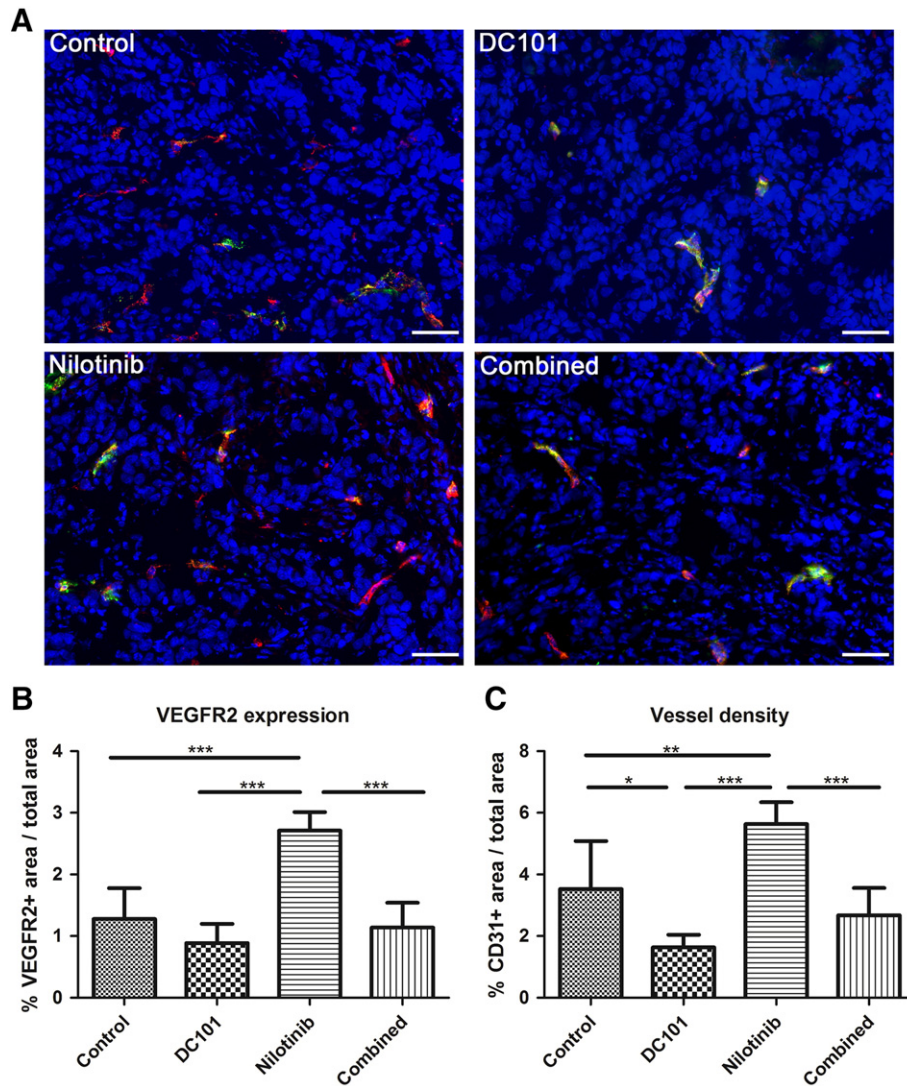 A
Control
DC101
Nilotinib
Combined
B
VEGFR2 expression
% VEGFR2+ area / total area
4
3
2
1
0
***
***
***
Control
DC101
Nilotinib
Combined
C
Vessel density
% CD31+ area / total area
8
6
4
2
0
**
*
***
***
Control
DC101
Nilotinib
Combined